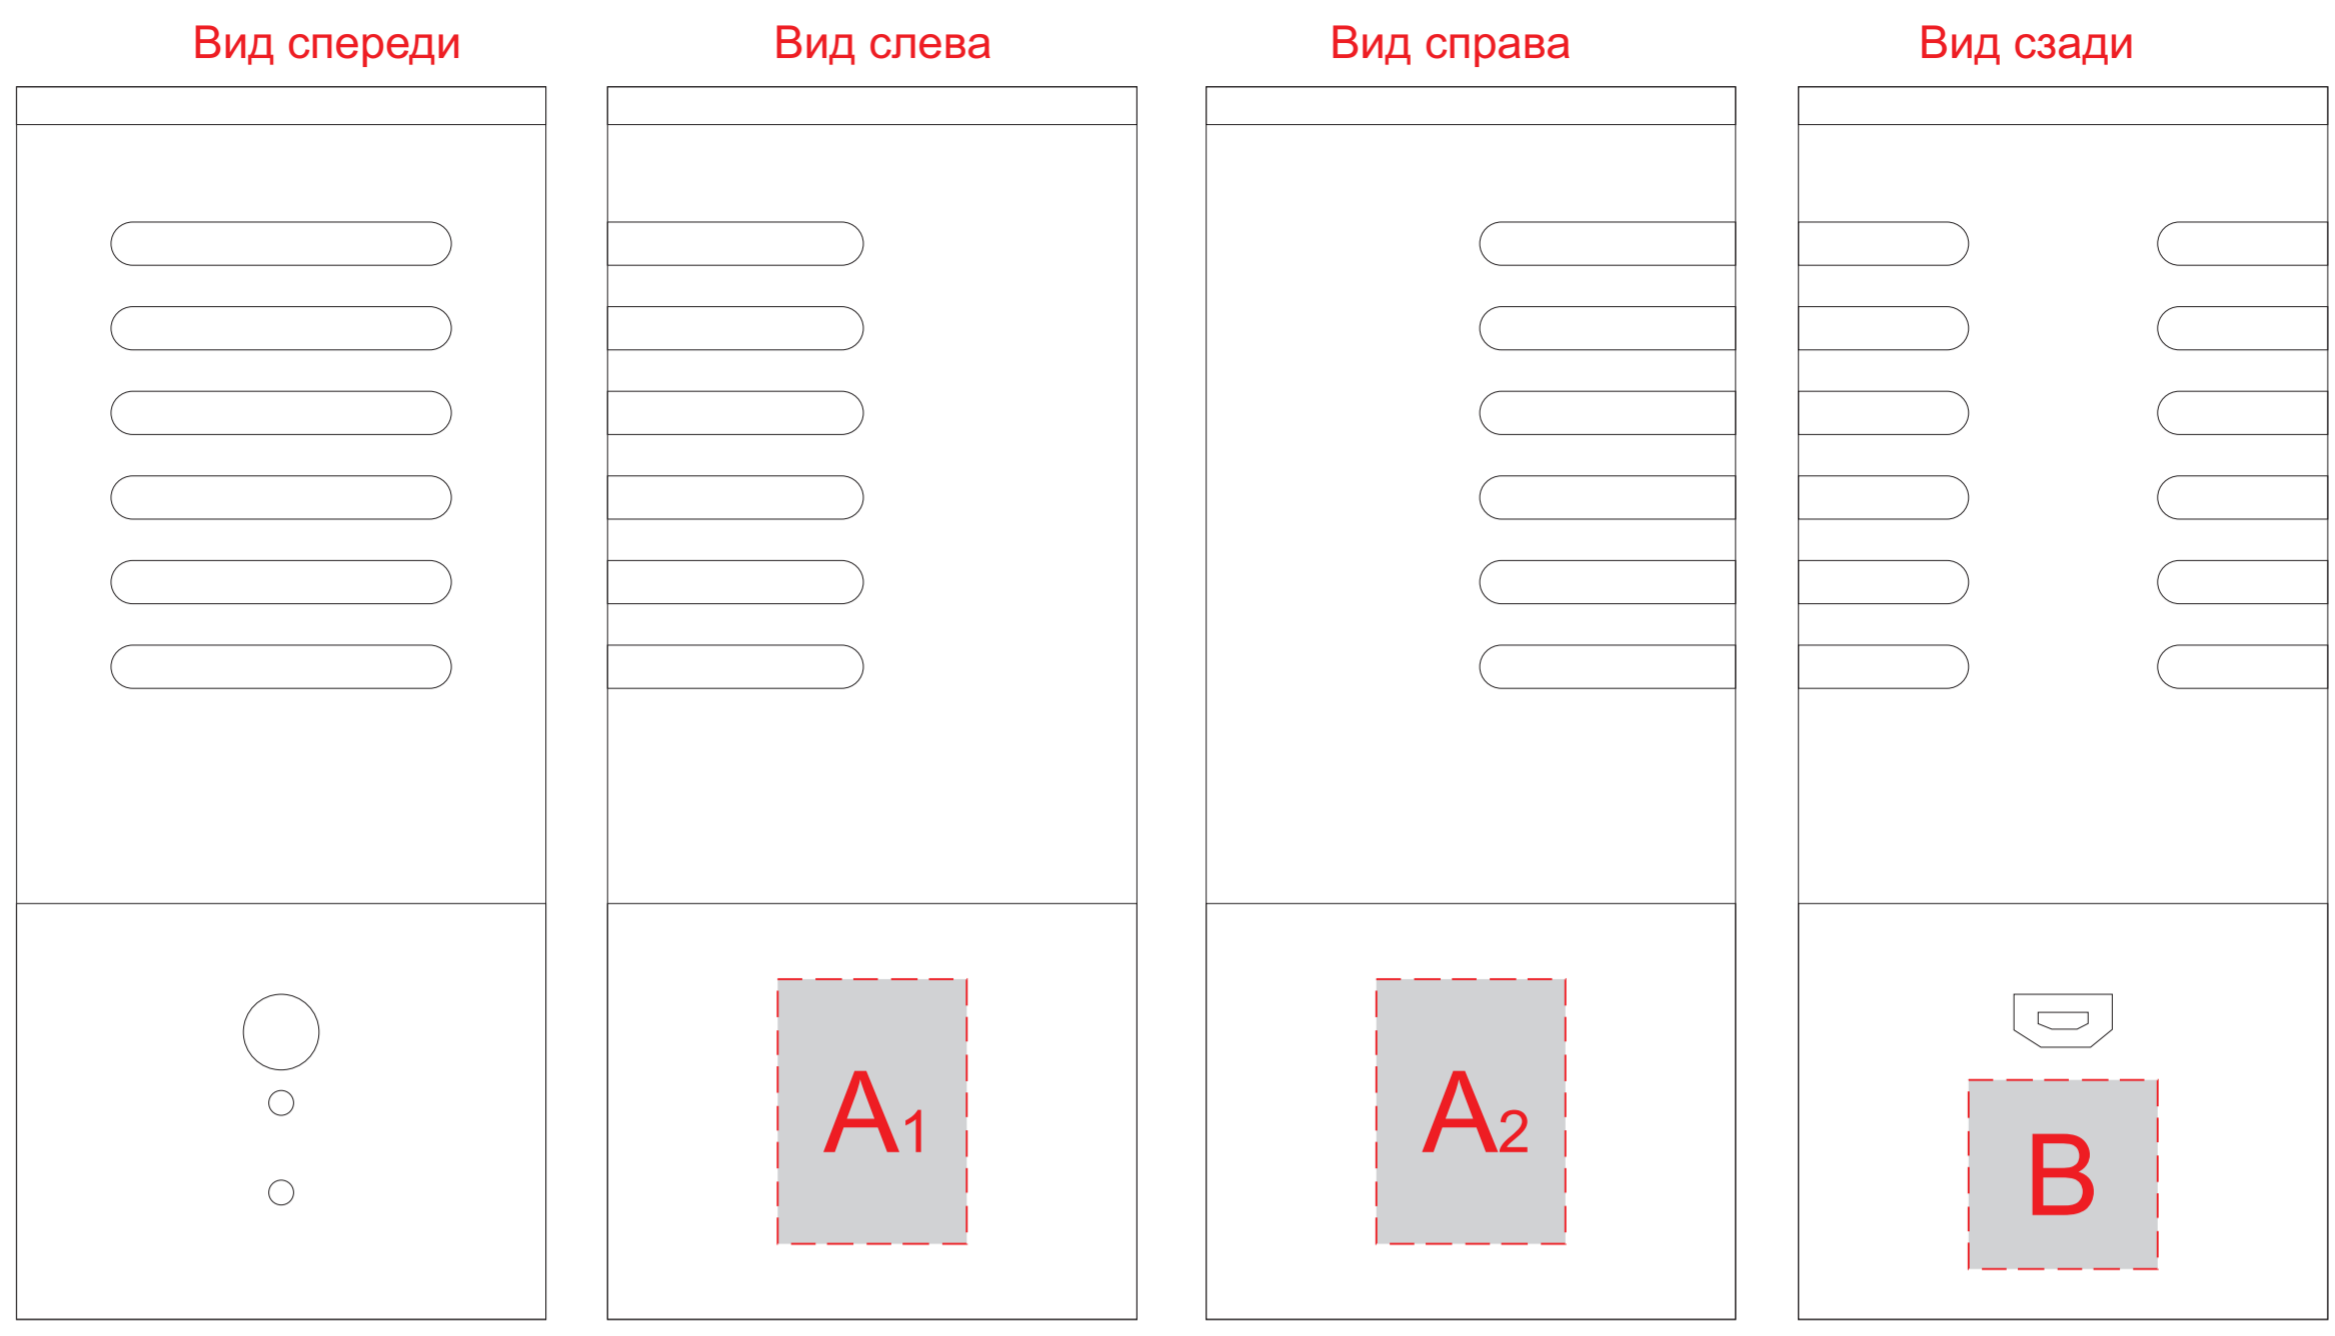 Вид спереди
Вид слева
Вид справа
Вид сзади
A1
A2
B